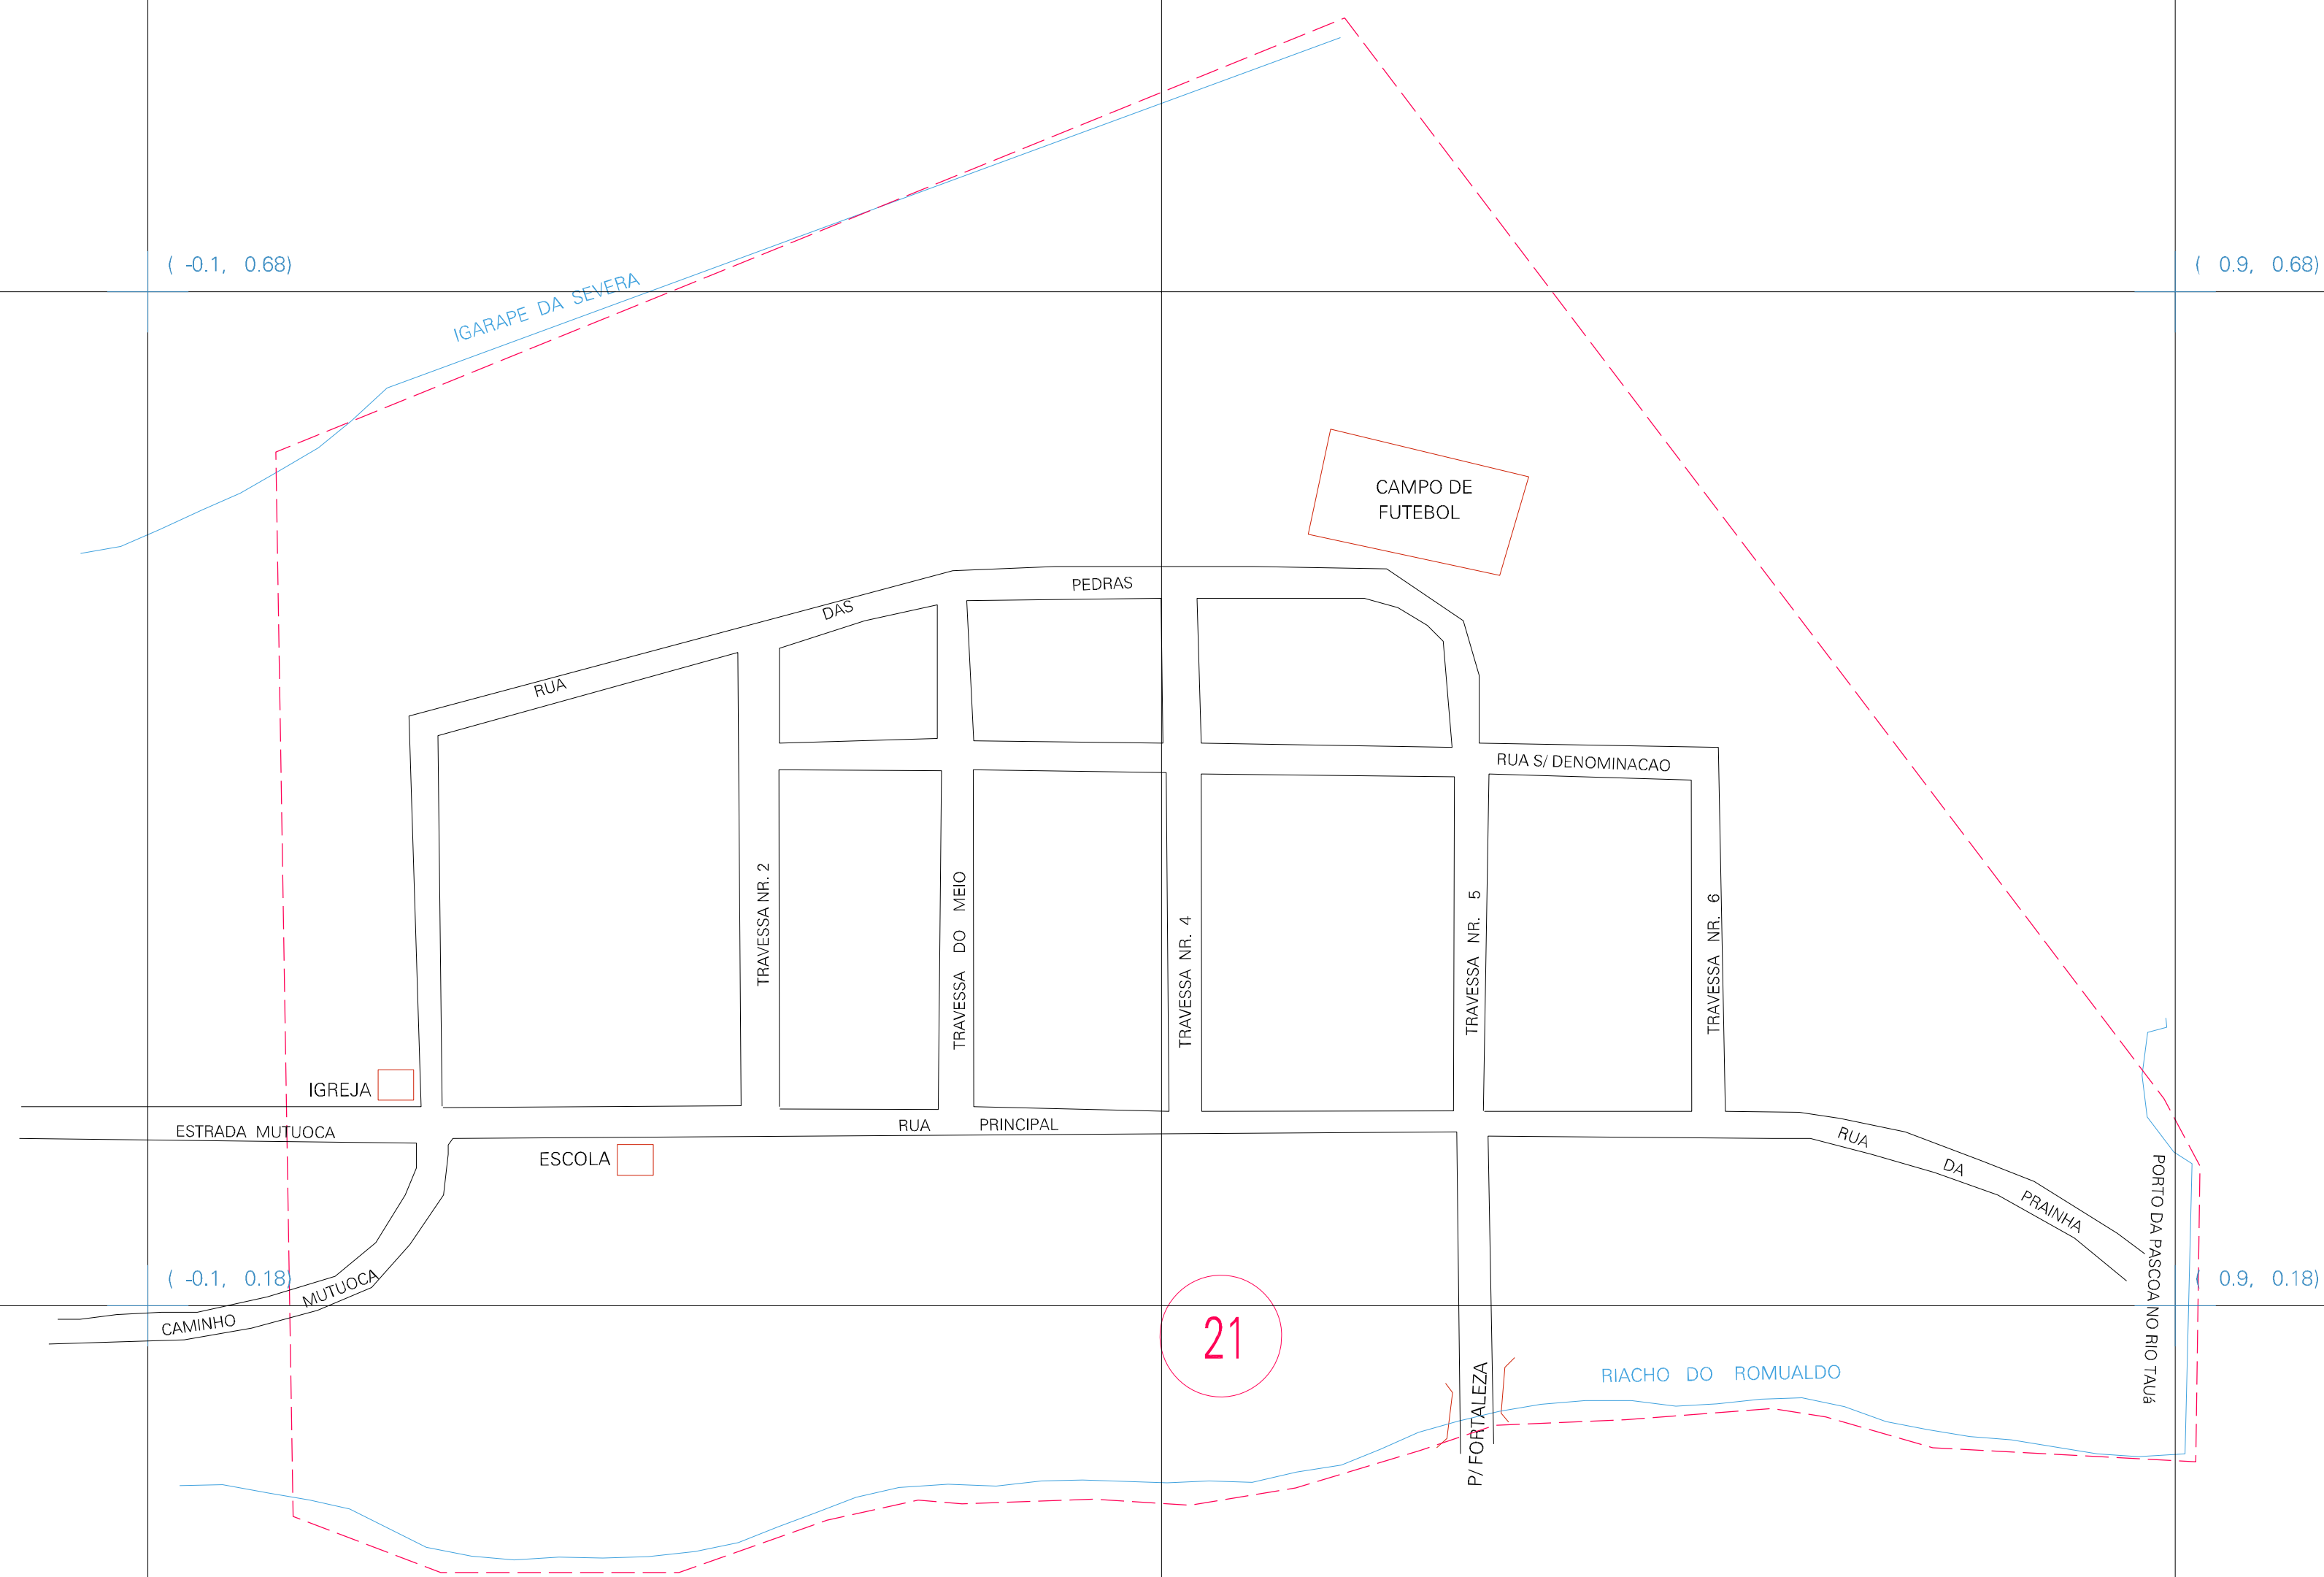 ( -0.1, 0.68)
( 0.9, 0.68)
IGARAPE DA SEVERA
CAMPO DE
FUTEBOL
RUA DAS PEDRAS
RUA S/ DENOMINACAO
TRAVESSA NR. 2
TRAVESSA DO MEIO
TRAVESSA NR. 4
TRAVESSA NR. 5
TRAVESSA NR. 6
IGREJA
ESTRADA MUTUOCA
RUA PRINCIPAL
ESCOLA
RUA DA PRAINHA
PORTO DA PASCOA NO RIO TAUá
( -0.1, 0.18)
( 0.9, 0.18)
CAMINHO MUTUOCA
21
P/ FORTALEZA
RIACHO DO ROMUALDO